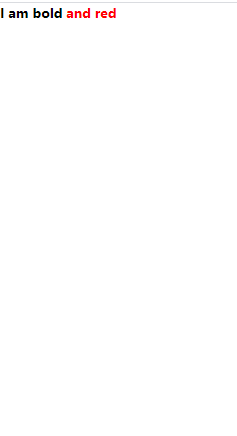 I am bold and red